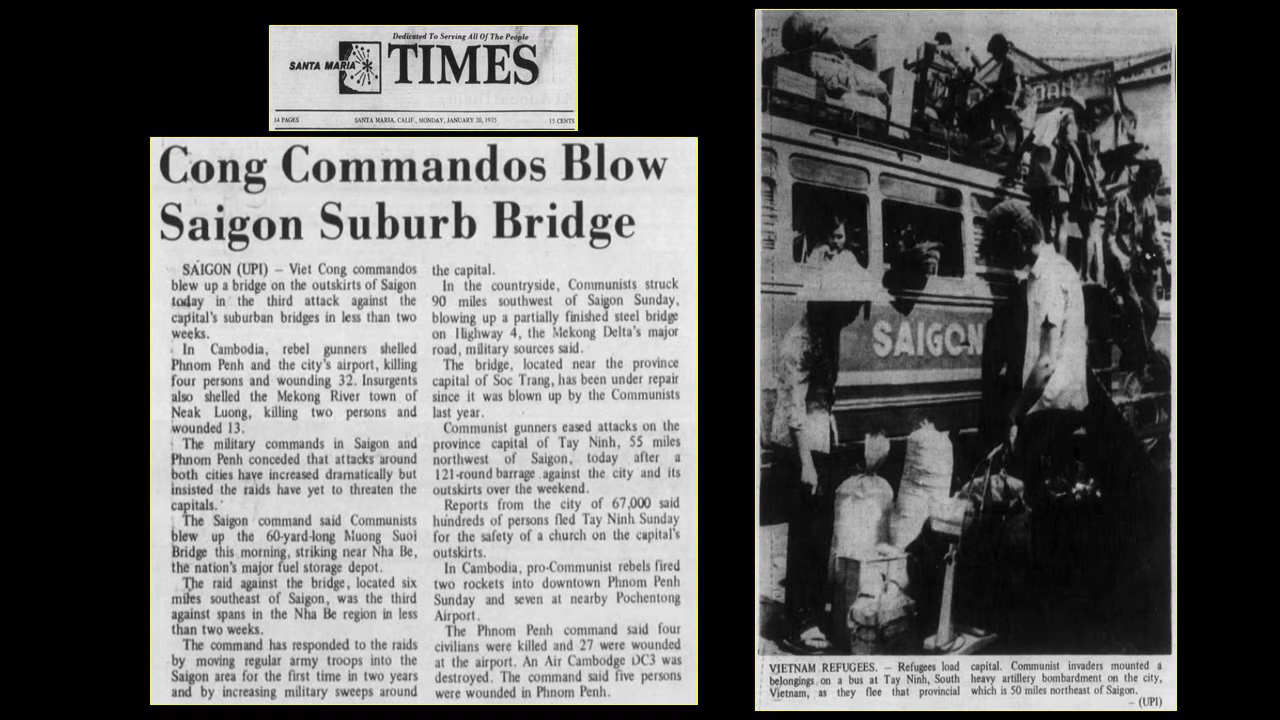 Dedicated To Serving All Of The People
SANTA MARIA TIMES
14 PAGES SANTA MARIA, CALIF., MONDAY, JANUARY 20, 1975 15 CENTS
Cong Commandos Blow
Saigon Suburb Bridge
SAIGON (UPI) – Viet Cong commandos
blew up a bridge on the outskirts of Saigon
today in the third attack against the
capital's suburban bridges in less than two
weeks.
In Cambodia, rebel gunners shelled
Phnom Penh and the city's airport, killing
four persons and wounding 32. Insurgents
also shelled the Mekong River town of
Neak Luong, killing two persons and
wounded 13.
The military commands in Saigon and
Phnom Penh conceded that attacks around
both cities have increased dramatically but
insisted the raids have yet to threaten the
capitals.
The Saigon command said Communists
blew up the 60-yard-long Muong Suoi
Bridge this morning, striking near Nha Be,
the nation's major fuel storage depot.
The raid against the bridge, located six
miles southeast of Saigon, was the third
against spans in the Nha Be region in less
than two weeks.
The command has responded to the raids
by moving regular army troops into the
Saigon area for the first time in two years
and by increasing military sweeps around
the capital.
In the countryside, Communists struck
90 miles southwest of Saigon Sunday,
blowing up a partially finished steel bridge
on Highway 4, the Mekong Delta's major
road, military sources said.
The bridge, located near the province
capital of Soc Trang, has been under repair
since it was blown up by the Communists
last year.
Communist gunners eased attacks on the
province capital of Tay Ninh, 55 miles
northwest of Saigon, today after a
121-round barrage against the city and its
outskirts over the weekend.
Reports from the city of 67,000 said
hundreds of persons fled Tay Ninh Sunday
for the safety of a church on the capital's
outskirts.
In Cambodia, pro-Communist rebels fired
two rockets into downtown Phnom Penh
Sunday and seven at nearby Pochentong
Airport.
The Phnom Penh command said four
civilians were killed and 27 were wounded
at the airport. An Air Cambodge DC3 was
destroyed. The command said five persons
were wounded in Phnom Penh.
SAIGON
VIETNAM REFUGEES. – Refugees load
belongings on a bus at Tay Ninh, South
Vietnam, as they flee that provincial
capital. Communist invaders mounted a
heavy artillery bombardment on the city,
which is 50 miles northeast of Saigon.
– (UPI)